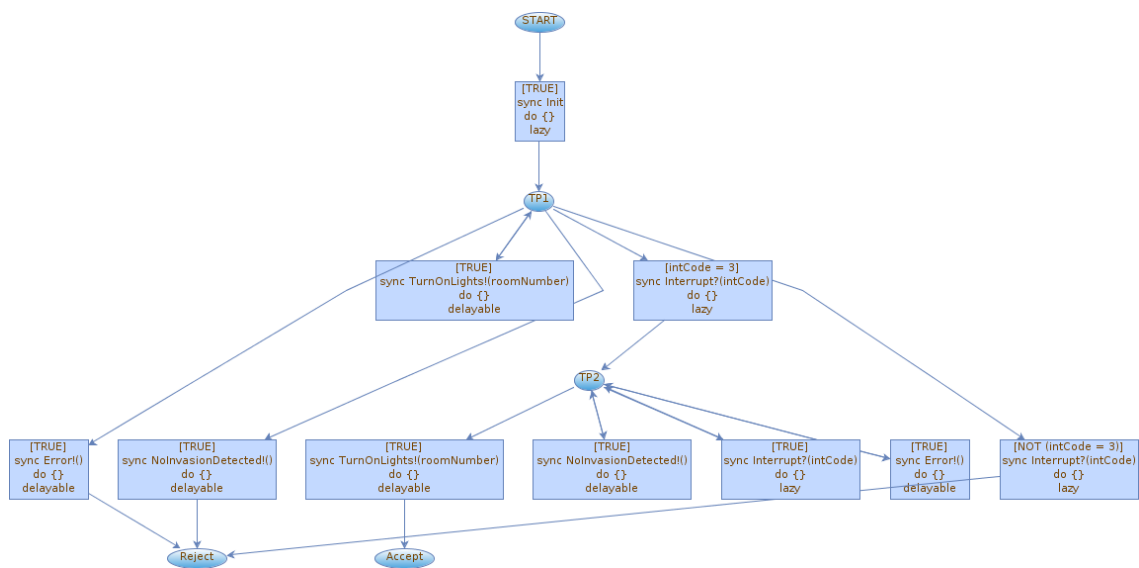 START
[TRUE]
sync Init
do {}
lazy
TP1
[TRUE]
sync TurnOnLights!(roomNumber)
do {}
delayable
[intCode = 3]
sync Interrupt?(intCode)
do {}
lazy
TP2
[TRUE]
sync Error!()
do {}
delayable
[TRUE]
sync NoInvasionDetected!()
do {}
delayable
[TRUE]
sync TurnOnLights!(roomNumber)
do {}
delayable
[TRUE]
sync NoInvasionDetected!()
do {}
delayable
[TRUE]
sync Interrupt?(intCode)
do {}
lazy
[TRUE]
sync Error!()
do {}
delayable
[NOT (intCode = 3)]
sync Interrupt?(intCode)
do {}
lazy
Reject
Accept